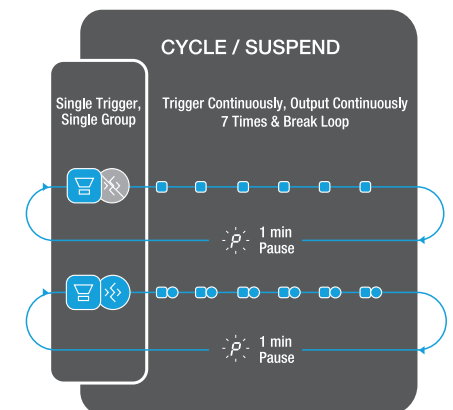 CYCLE / SUSPEND
Single Trigger,
Single Group
Trigger Continuously, Output Continuously
7 Times & Break Loop
P
1 min
Pause
P
1 min
Pause